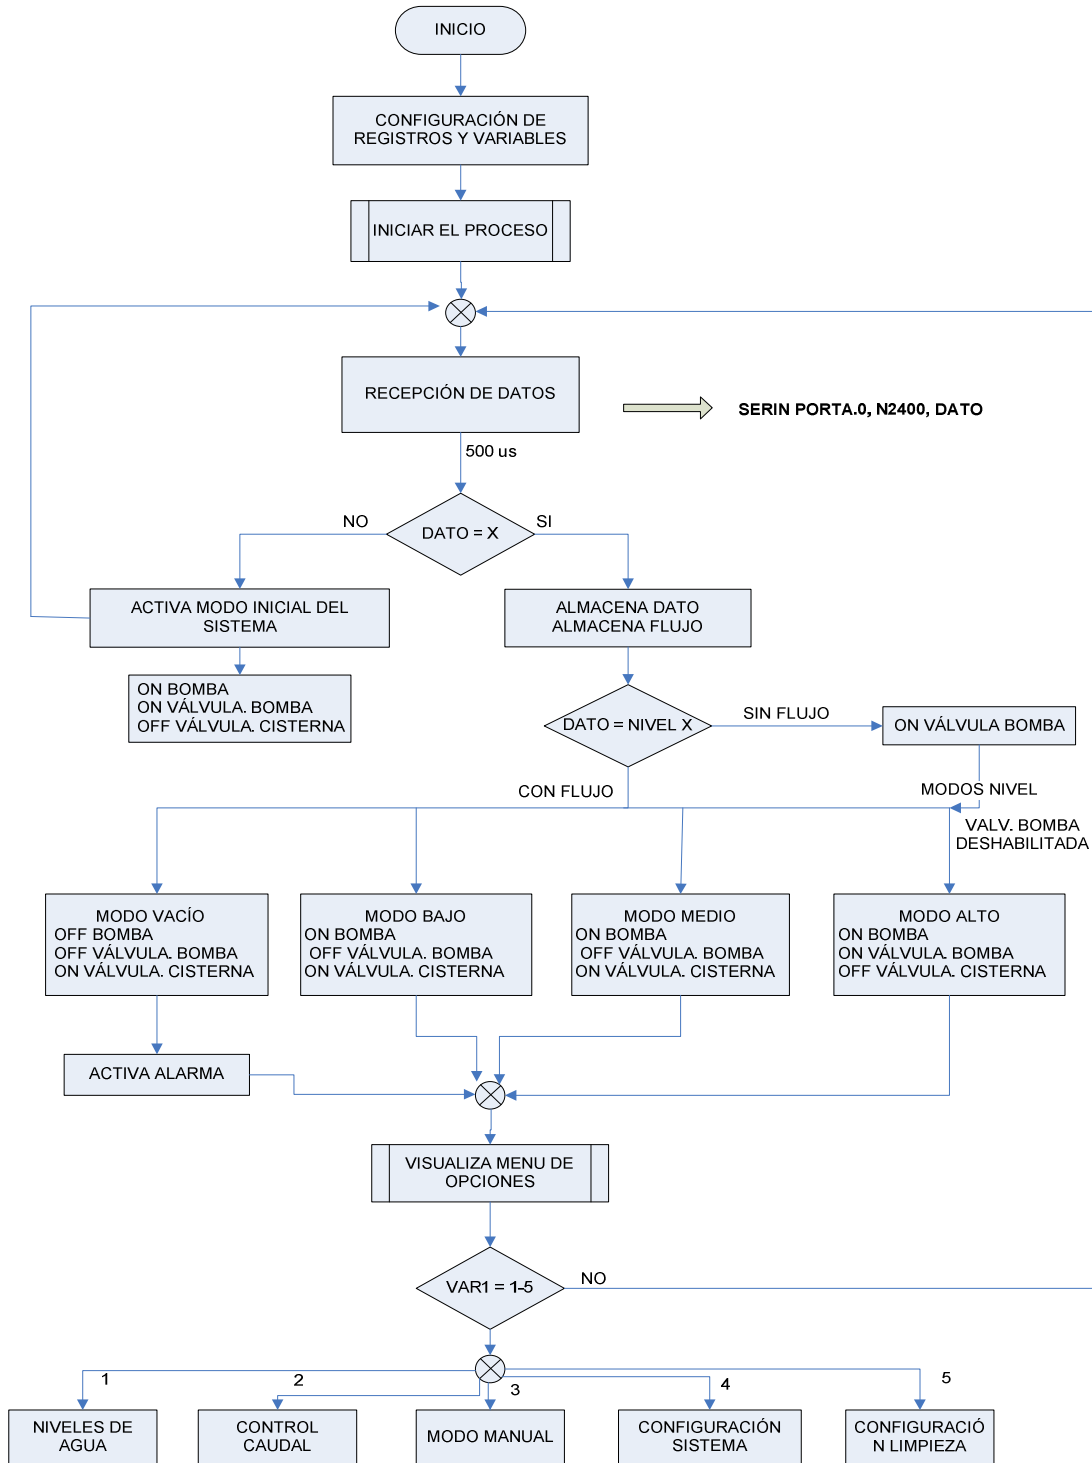 INICIO
CONFIGURACIÓN DE
REGISTROS Y VARIABLES
INICIAR EL PROCESO
RECEPCIÓN DE DATOS
SERIN PORTA.0, N2400, DATO
500 us
NO
DATO = X
SI
ACTIVA MODO INICIAL DEL
SISTEMA
ALMACENA DATO
ALMACENA FLUJO
ON BOMBA
ON VÁLVULA. BOMBA
OFF VÁLVULA. CISTERNA
DATO = NIVEL X
SIN FLUJO
ON VÁLVULA BOMBA
CON FLUJO
MODOS NIVEL
VALV. BOMBA
DESHABILITADA
MODO VACÍO
OFF BOMBA
OFF VÁLVULA. BOMBA
ON VÁLVULA. CISTERNA
MODO BAJO
ON BOMBA
OFF VÁLVULA. BOMBA
ON VÁLVULA. CISTERNA
MODO MEDIO
ON BOMBA
OFF VÁLVULA. BOMBA
ON VÁLVULA. CISTERNA
MODO ALTO
ON BOMBA
ON VÁLVULA. BOMBA
OFF VÁLVULA. CISTERNA
ACTIVA ALARMA
VISUALIZA MENU DE
OPCIONES
VAR1 = 1-5
NO
1
2
3
4
5
NIVELES DE
AGUA
CONTROL
CAUDAL
MODO MANUAL
CONFIGURACIÓN
SISTEMA
CONFIGURACIÓ
N LIMPIEZA